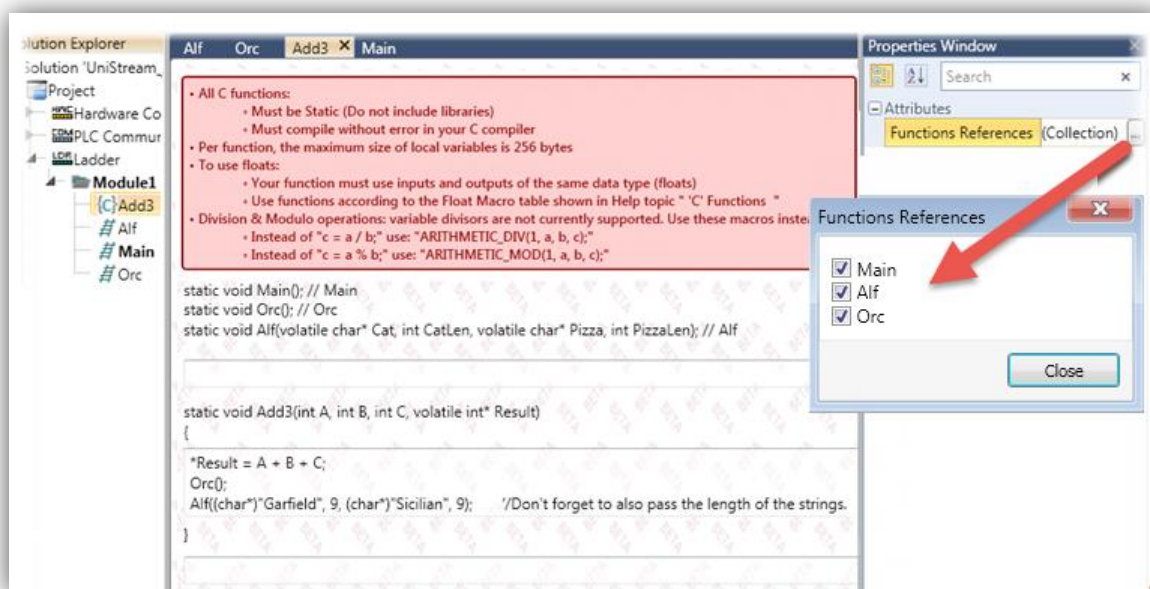 lution Explorer
Solution 'UniStream_
Project
Hardware Co
PLC Commur
Ladder
Module1
{C}Add3
Alf
Main
Orc
Alf Orc Add3 × Main
• All C functions:
• Must be Static (Do not include libraries)
• Must compile without error in your C compiler
• Per function, the maximum size of local variables is 256 bytes
• To use floats:
• Your function must use inputs and outputs of the same data type (floats)
• Use functions according to the Float Macro table shown in Help topic " 'C' Functions "
• Division & Modulo operations: variable divisors are not currently supported. Use these macros inste
• Instead of "c = a / b;" use: "ARITHMETIC_DIV(1, a, b, c);"
• Instead of "c = a % b;" use: "ARITHMETIC_MOD(1, a, b, c);"
static void Main(); // Main
static void Orc(); // Orc
static void Alf(volatile char* Cat, int CatLen, volatile char* Pizza, int PizzaLen); // Alf
static void Add3(int A, int B, int C, volatile int* Result)
{
*Result = A + B + C;
Orc();
Alf((char*)"Garfield", 9, (char*)"Sicilian", 9); '/Don't forget to also pass the length of the strings.
}
BETA
Properties Window
Search ×
Attributes
Functions References (Collection) ...
Functions References
Main
Alf
Orc
Close